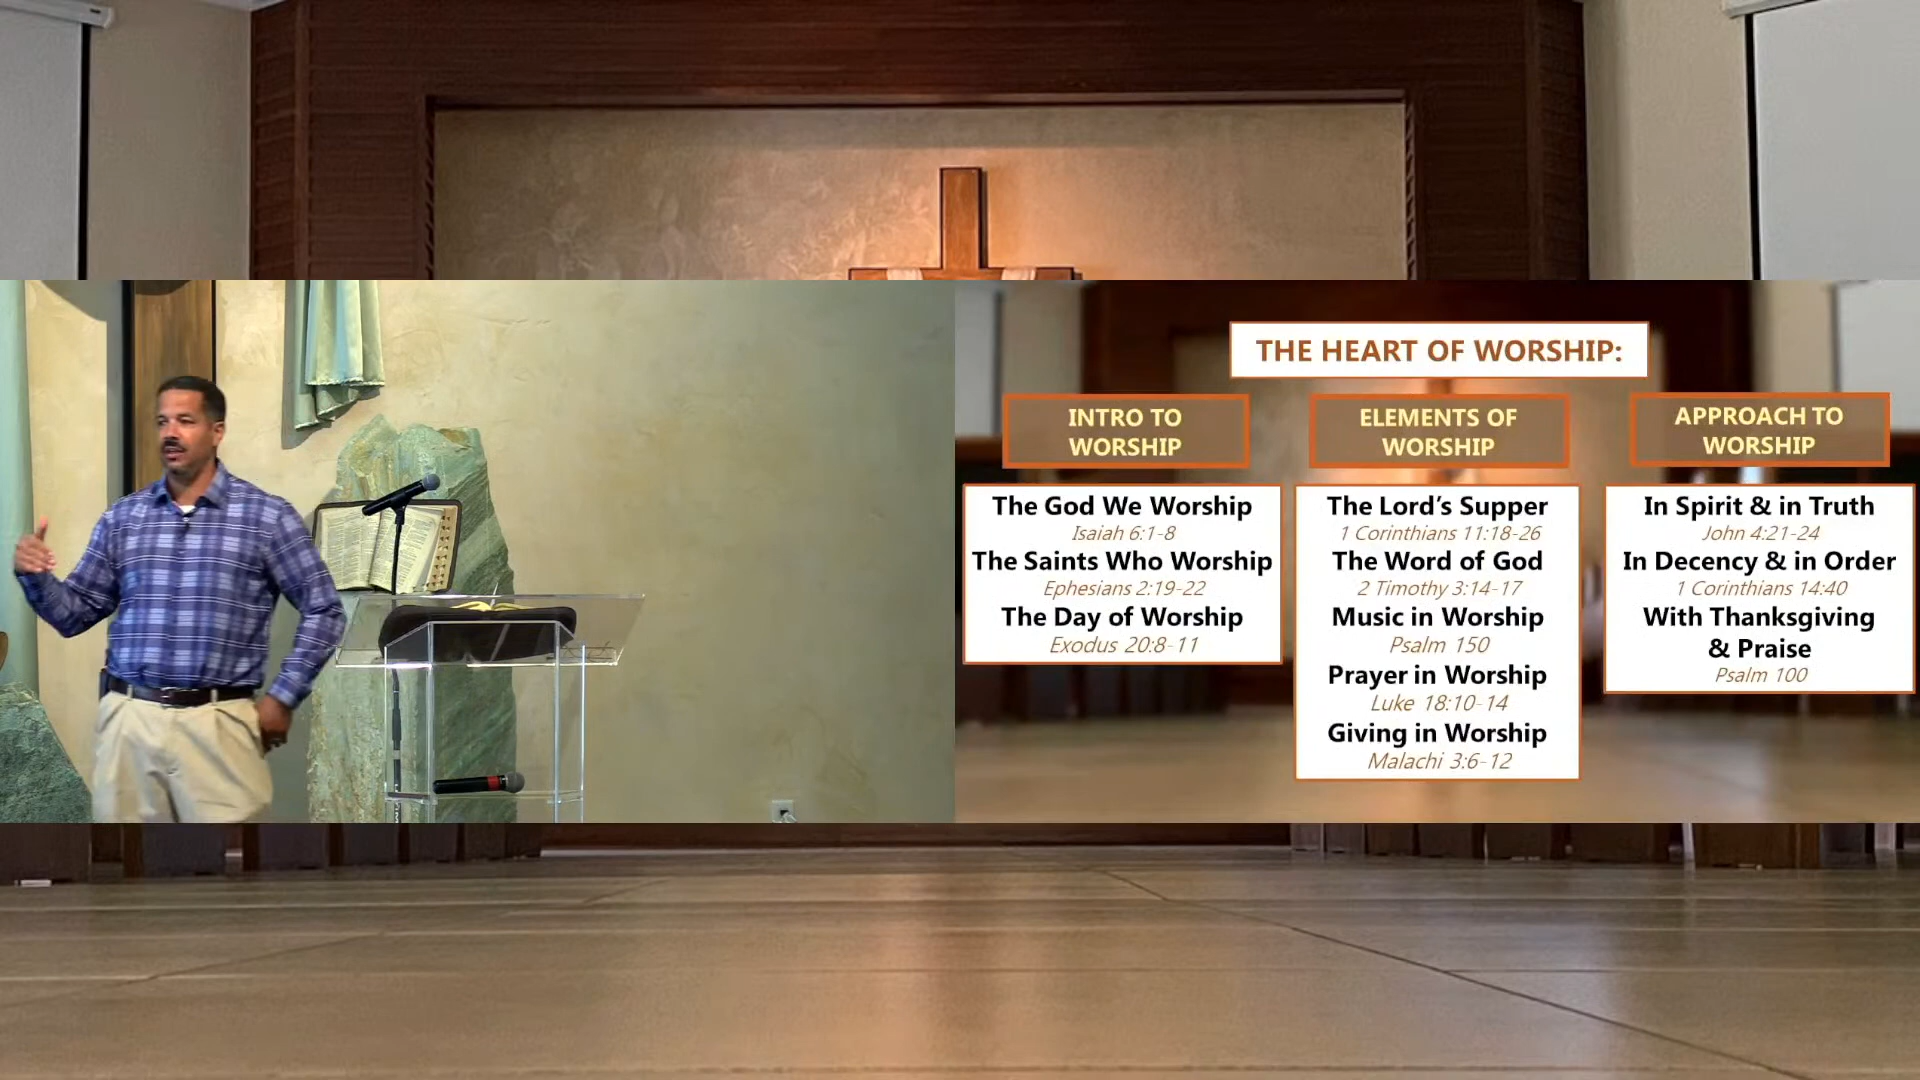 THE HEART OF WORSHIP:
INTRO TO
WORSHIP
The God We Worship
Isaiah 6:1-8
The Saints Who Worship
Ephesians 2:19-22
The Day of Worship
Exodus 20:8-11
ELEMENTS OF
WORSHIP
The Lord's Supper
1 Corinthians 11:18-26
The Word of God
2 Timothy 3:14-17
Music in Worship
Psalm 150
Prayer in Worship
Luke 18:10-14
Giving in Worship
Malachi 3:6-12
APPROACH TO
WORSHIP
In Spirit & in Truth
John 4:21-24
In Decency & in Order
1 Corinthians 14:40
With Thanksgiving
& Praise
Psalm 100